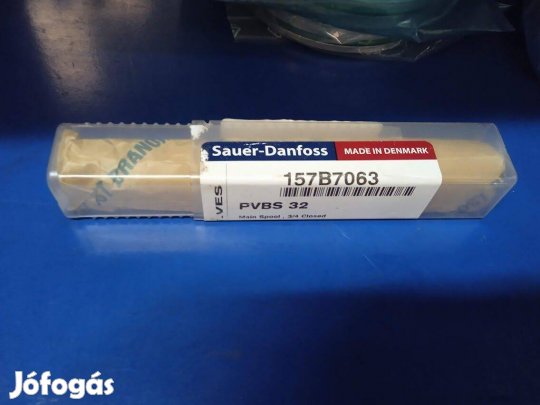 Sauer-Danfoss MADE IN DENMARK
157B7063
PVBS 32
Main Spool, 3/4 Closed
Jófogás